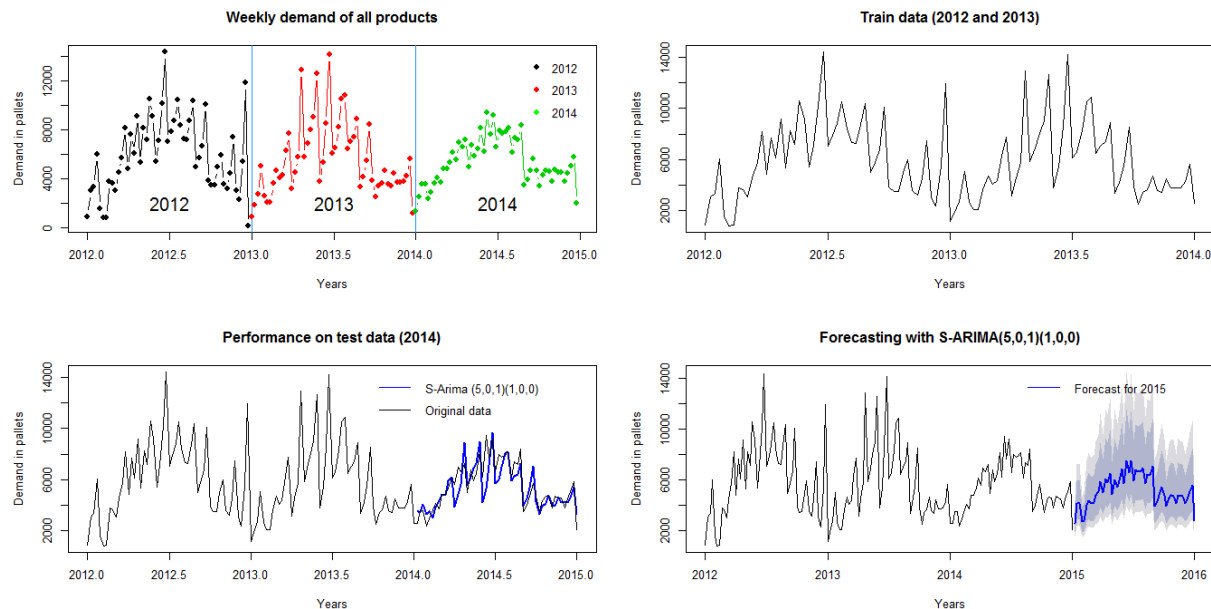 Weekly demand of all products
Demand in pallets
0 4000 8000 12000
2012
2013
2014
2012 2013 2014
2012.0 2012.5 2013.0 2013.5 2014.0 2014.5 2015.0
Years
Train data (2012 and 2013)
Demand in pallets
2000 6000 10000 14000
2012.0 2012.5 2013.0 2013.5 2014.0
Years
Performance on test data (2014)
Demand in pallets
2000 6000 10000 14000
S-Arima (5,0,1)(1,0,0)
Original data
2012.0 2012.5 2013.0 2013.5 2014.0 2014.5 2015.0
Years
Forecasting with S-ARIMA(5,0,1)(1,0,0)
Demand in pallets
2000 6000 10000 14000
Forecast for 2015
2012 2013 2014 2015 2016
Years